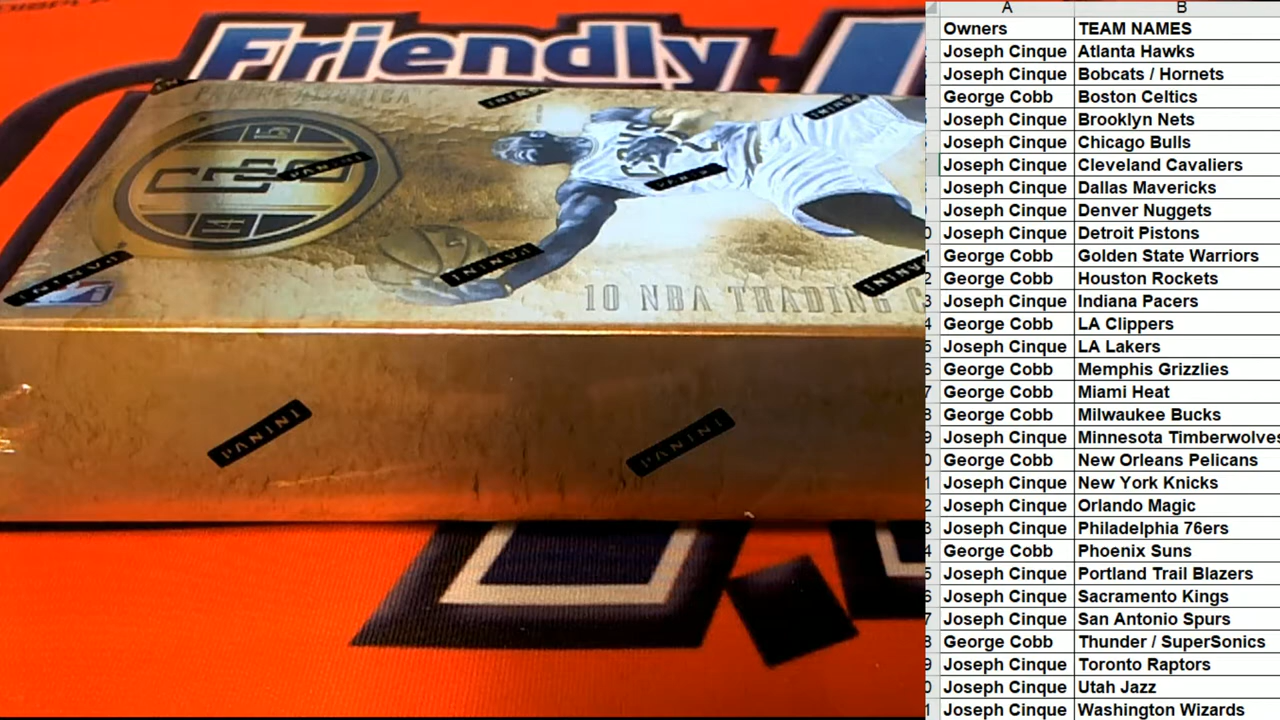 Friendly
PANINI AMERICA
14
15
PANINI
PANINI
PANINI
PANINI
PANINI
PANINI
10 NBA TRADING C
PANINI
PANINI
A B
Owners TEAM NAMES
Joseph Cinque Atlanta Hawks
Joseph Cinque Bobcats / Hornets
George Cobb Boston Celtics
Joseph Cinque Brooklyn Nets
Joseph Cinque Chicago Bulls
Joseph Cinque Cleveland Cavaliers
Joseph Cinque Dallas Mavericks
Joseph Cinque Denver Nuggets
Joseph Cinque Detroit Pistons
George Cobb Golden State Warriors
George Cobb Houston Rockets
Joseph Cinque Indiana Pacers
George Cobb LA Clippers
Joseph Cinque LA Lakers
George Cobb Memphis Grizzlies
George Cobb Miami Heat
George Cobb Milwaukee Bucks
Joseph Cinque Minnesota Timberwolves
George Cobb New Orleans Pelicans
Joseph Cinque New York Knicks
Joseph Cinque Orlando Magic
Joseph Cinque Philadelphia 76ers
George Cobb Phoenix Suns
Joseph Cinque Portland Trail Blazers
Joseph Cinque Sacramento Kings
Joseph Cinque San Antonio Spurs
George Cobb Thunder / SuperSonics
Joseph Cinque Toronto Raptors
Joseph Cinque Utah Jazz
Joseph Cinque Washington Wizards